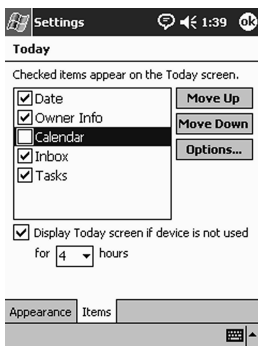 Settings 1:39 ok
Today
Checked items appear on the Today screen.
Date
Owner Info
Calendar
Inbox
Tasks
Move Up
Move Down
Options...
Display Today screen if device is not used
for 4 hours
Appearance Items